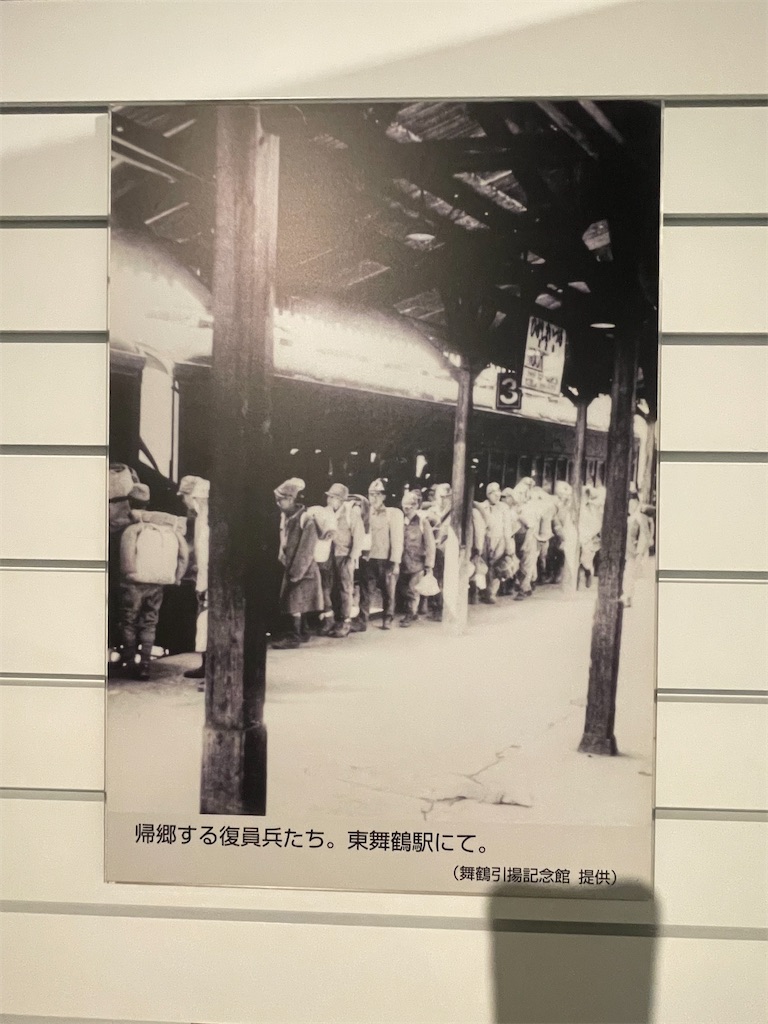 3
帰郷する復員兵たち。東舞鶴駅にて。
(舞鶴引揚記念館 提供)